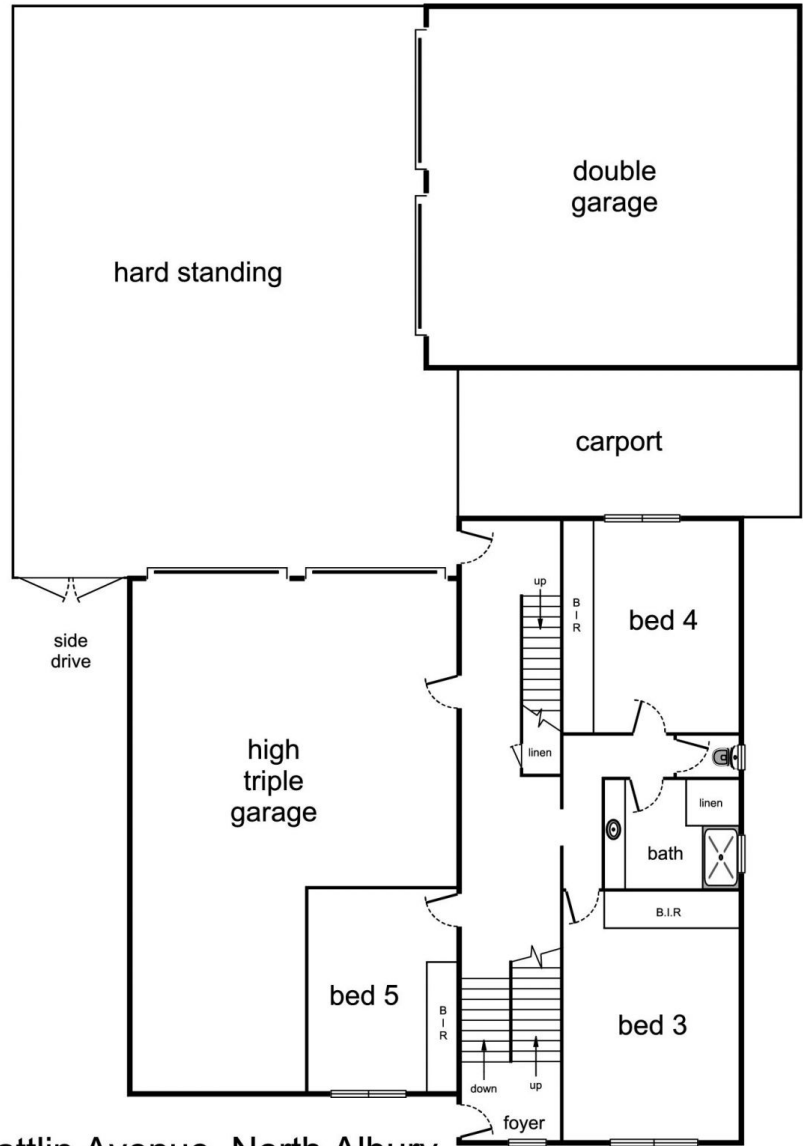 double
garage
hard standing
carport
up
B
I
R
bed 4
side
drive
linen
high
triple
garage
linen
bath
B.I.R
bed 5
B
I
R
bed 3
down
up
foyer
Avenue, North Albury